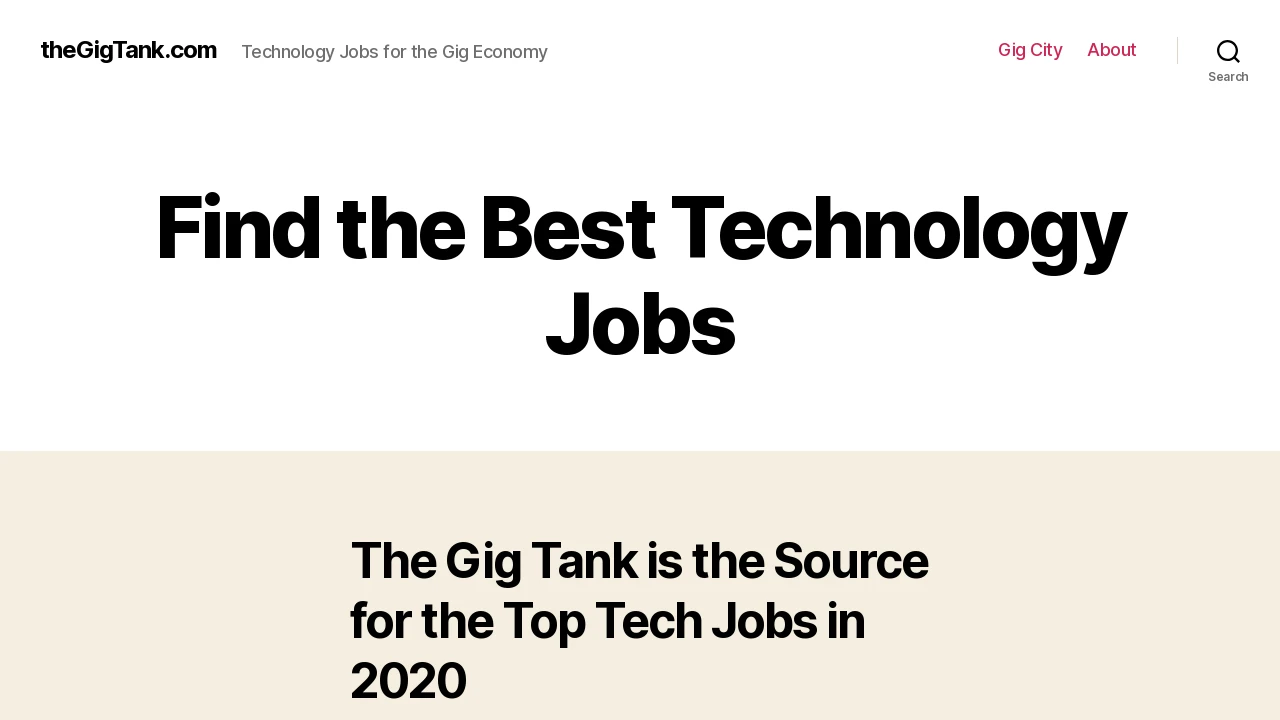 theGigTank.com Technology Jobs for the Gig Economy Gig City About
Search
Find the Best Technology
Jobs
The Gig Tank is the Source
for the Top Tech Jobs in
2020